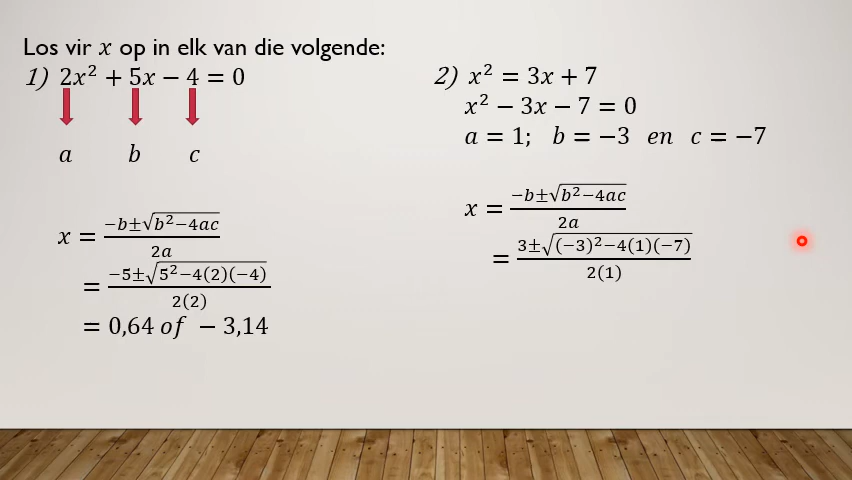 Los vir x op in elk van die volgende:
1) 2x² + 5x − 4 = 0
a b c
x = (−b±√(b²−4ac))/(2a)
= (−5±√(5²−4(2)(−4)))/(2(2))
= 0,64 of − 3,14
2) x² = 3x + 7
x² − 3x − 7 = 0
a = 1; b = −3 en c = −7
x = (−b±√(b²−4ac))/(2a)
= (3±√((−3)²−4(1)(−7)))/(2(1))